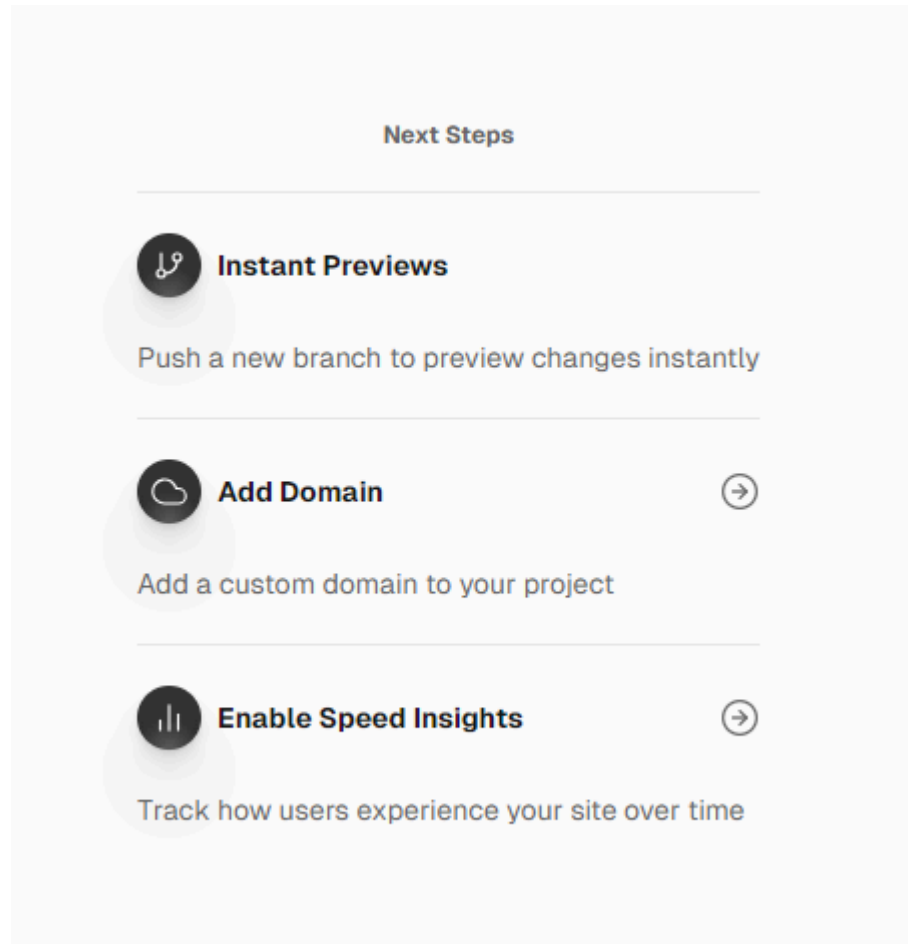 Next Steps
Instant Previews
Push a new branch to preview changes instantly
Add Domain
Add a custom domain to your project
Enable Speed Insights
Track how users experience your site over time